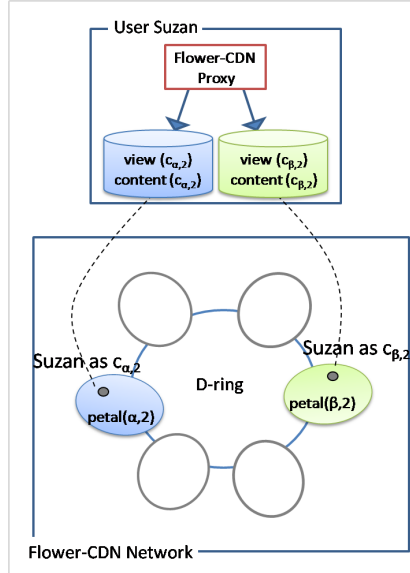 User Suzan
Flower-CDN
Proxy
view (cα,2)
content (cα,2)
view (cβ,2)
content (cβ,2)
Suzan as cα,2
Suzan as cβ,2
D-ring
petal(α,2)
petal(β,2)
Flower-CDN Network